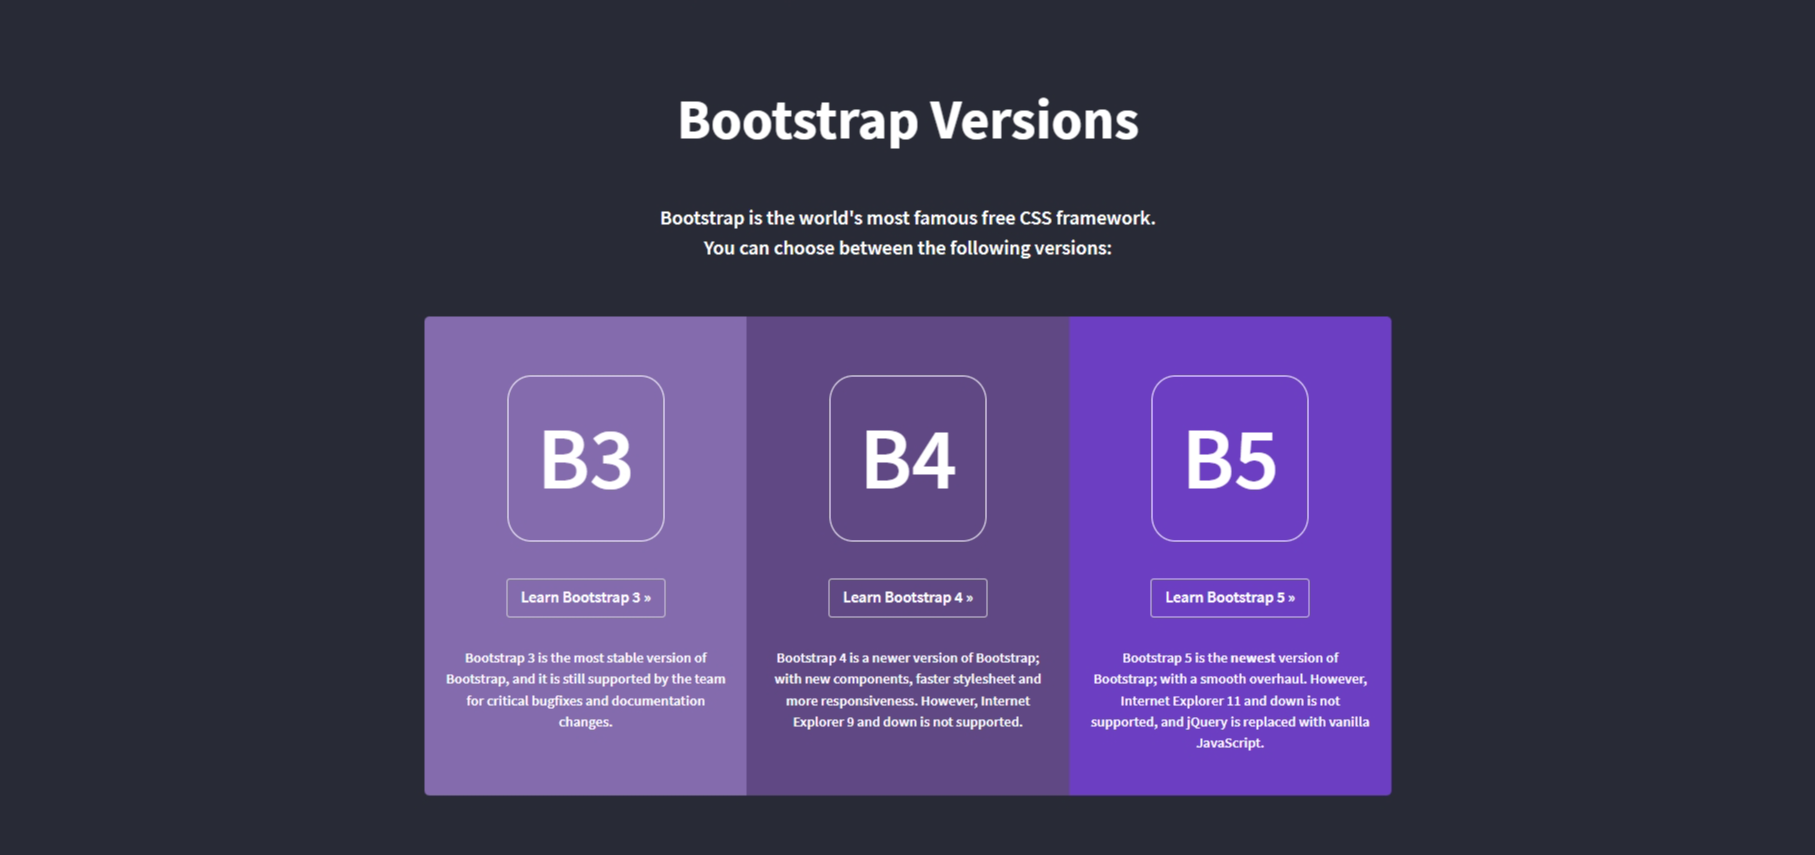 Bootstrap Versions
Bootstrap is the world's most famous free CSS framework.
You can choose between the following versions:
B3
Learn Bootstrap 3 »
Bootstrap 3 is the most stable version of
Bootstrap, and it is still supported by the team
for critical bugfixes and documentation
changes.
B4
Learn Bootstrap 4 »
Bootstrap 4 is a newer version of Bootstrap;
with new components, faster stylesheet and
more responsiveness. However, Internet
Explorer 9 and down is not supported.
B5
Learn Bootstrap 5 »
Bootstrap 5 is the newest version of
Bootstrap; with a smooth overhaul. However,
Internet Explorer 11 and down is not
supported, and jQuery is replaced with vanilla
JavaScript.